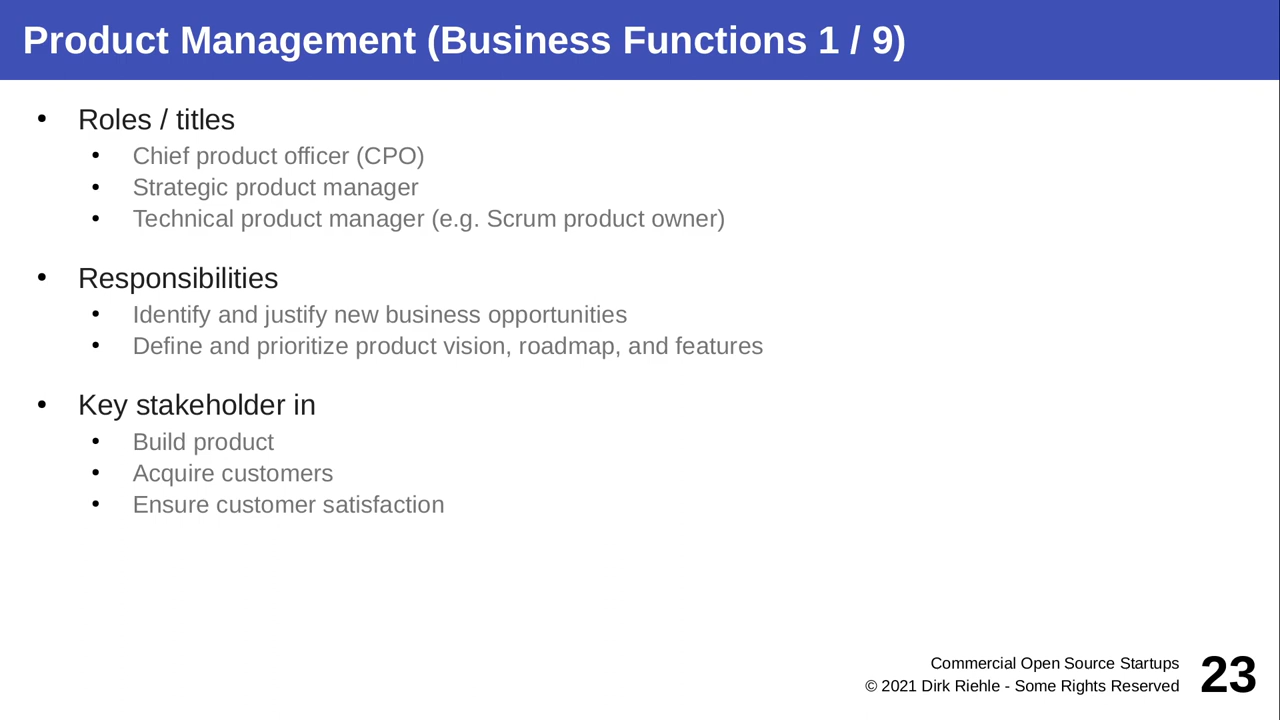 Product Management (Business Functions 1 / 9)
• Roles / titles
• Chief product officer (CPO)
• Strategic product manager
• Technical product manager (e.g. Scrum product owner)
• Responsibilities
• Identify and justify new business opportunities
• Define and prioritize product vision, roadmap, and features
• Key stakeholder in
• Build product
• Acquire customers
• Ensure customer satisfaction
Commercial Open Source Startups
© 2021 Dirk Riehle - Some Rights Reserved
23